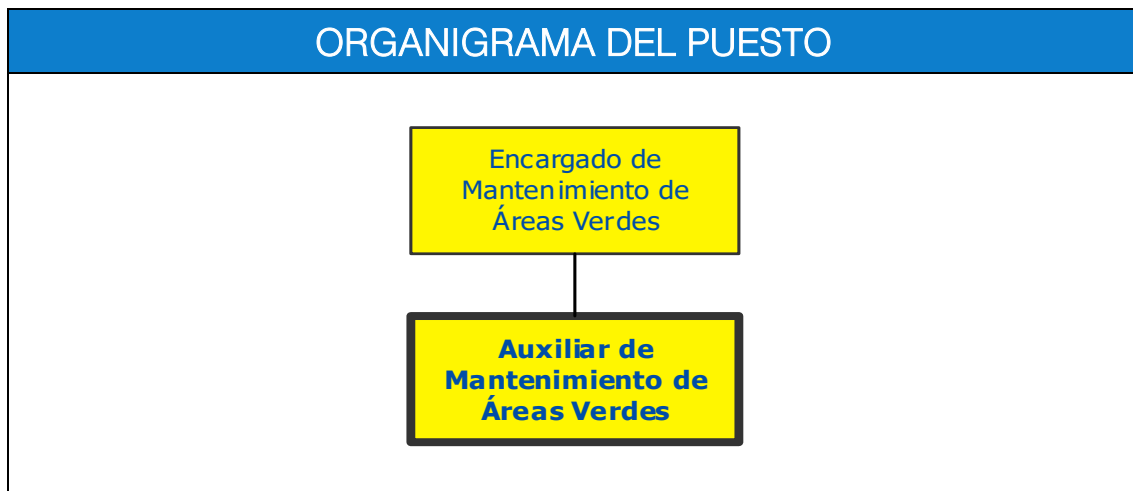 ORGANIGRAMA DEL PUESTO
Encargado de
Mantenimiento de
Áreas Verdes
Auxiliar de
Mantenimiento de
Áreas Verdes